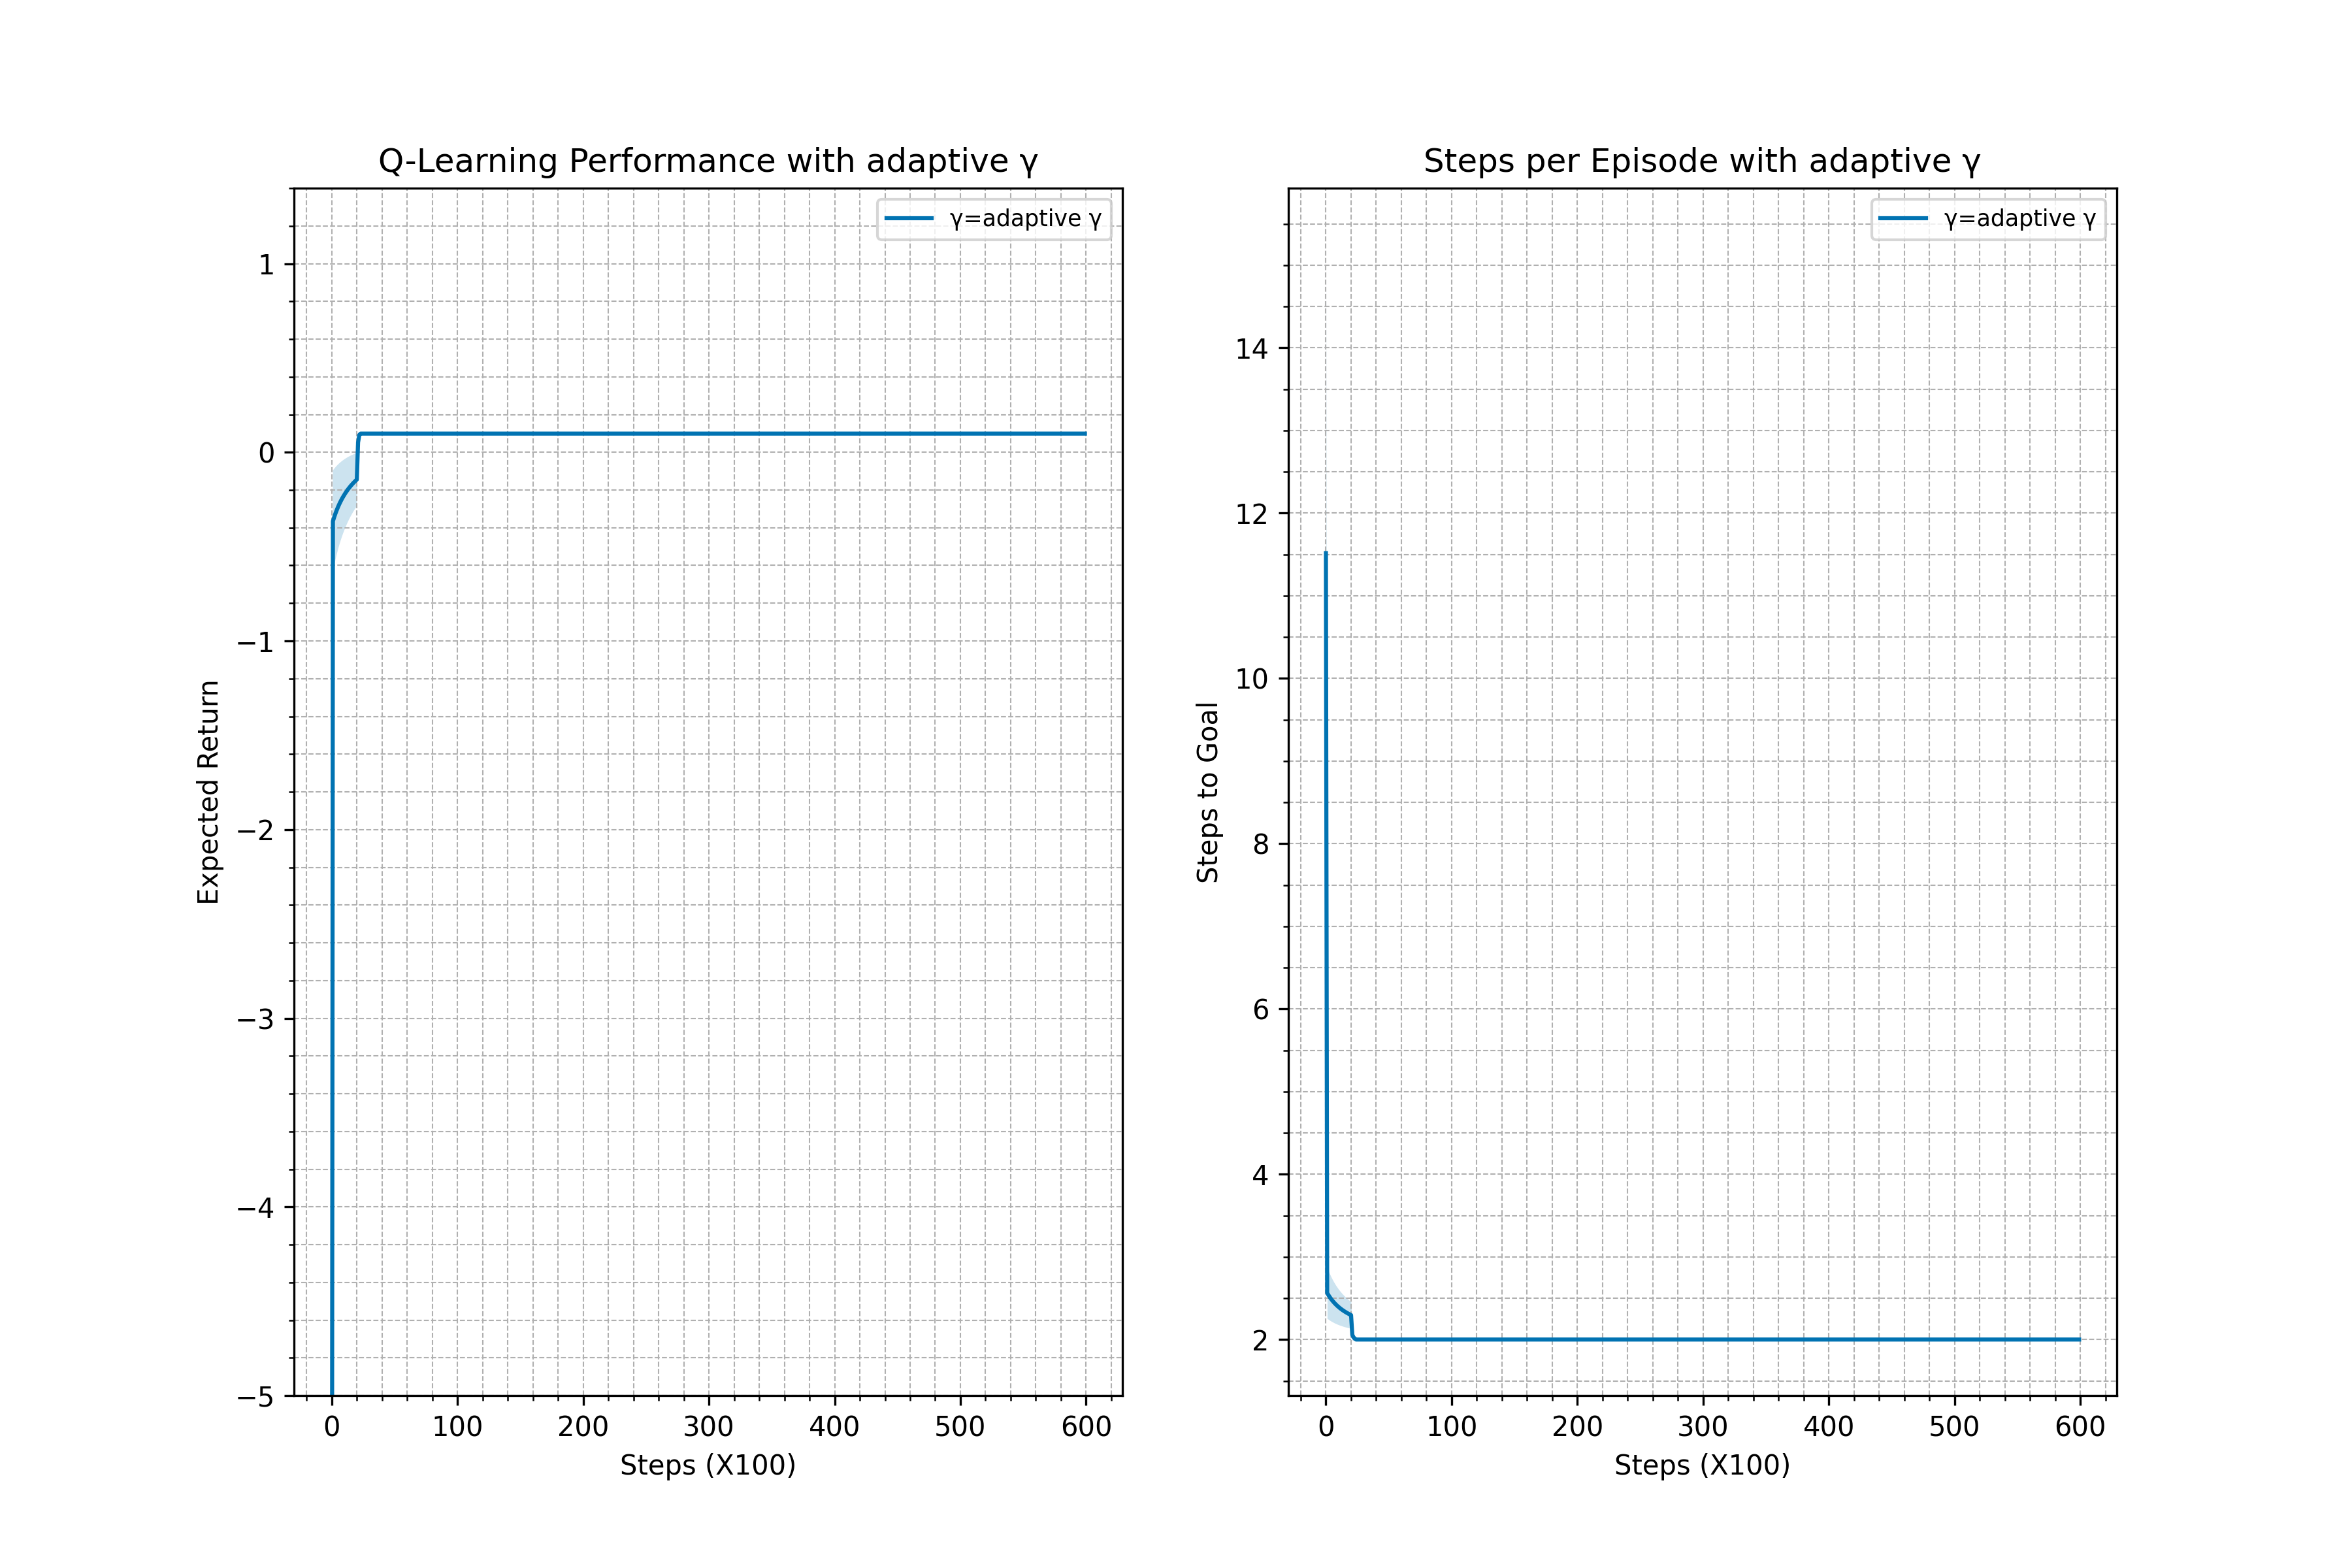 Q-Learning Performance with adaptive γ
γ=adaptive γ
1
0
−1
−2
−3
−4
−5
Expected Return
0 100 200 300 400 500 600
Steps (X100)
Steps per Episode with adaptive γ
γ=adaptive γ
14
12
10
8
6
4
2
Steps to Goal
0 100 200 300 400 500 600
Steps (X100)